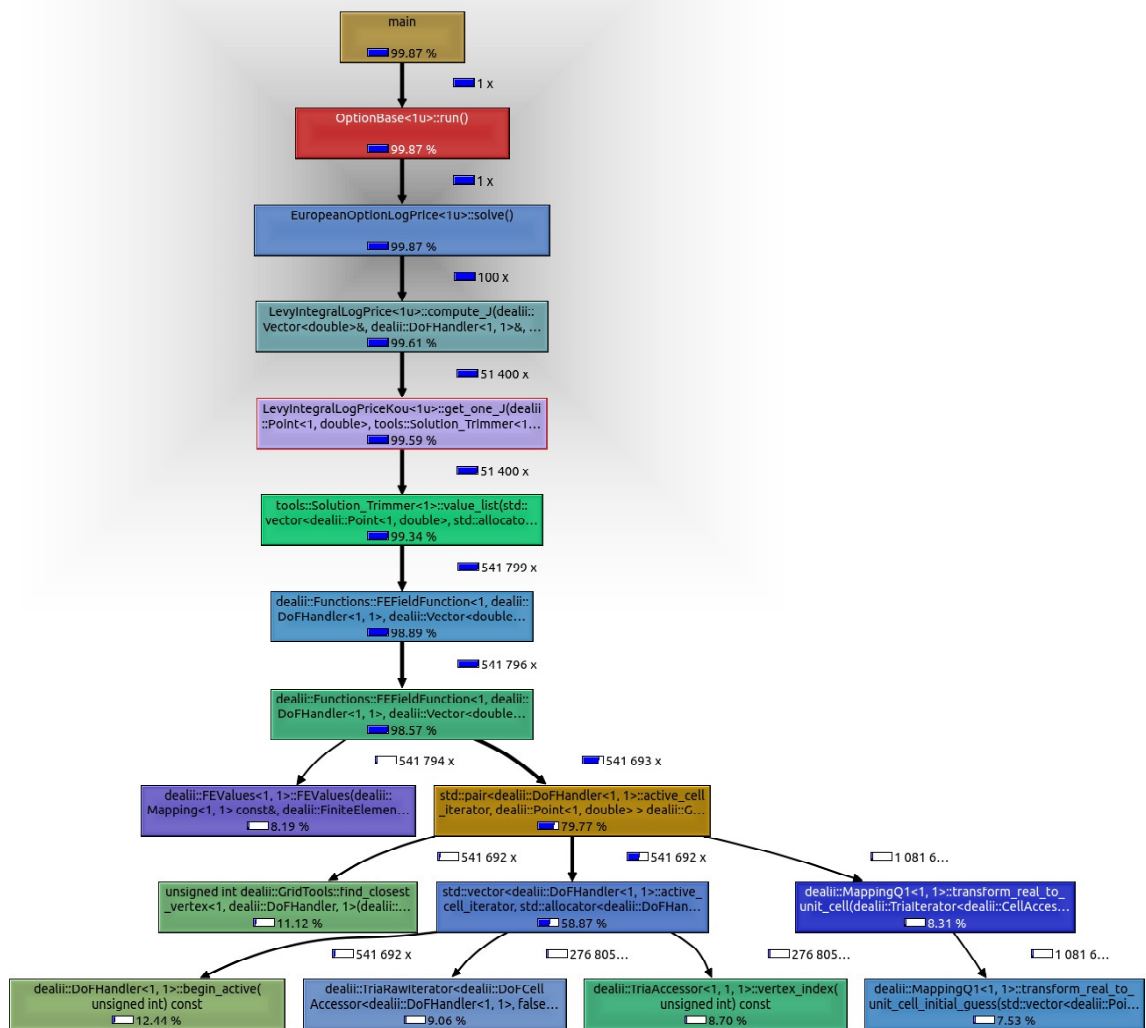 main
99.87 %
1 x
OptionBase<1u>::run()
99.87 %
1 x
EuropeanOptionLogPrice<1u>::solve()
99.87 %
100 x
LevyIntegralLogPrice<1u>::compute_J(dealii::
Vector<double>&, dealii::DoFHandler<1, 1>&, ...
99.61 %
51 400 x
LevyIntegralLogPriceKou<1u>::get_one_J(dealii
::Point<1, double>, tools::Solution_Trimmer<1...
99.59 %
51 400 x
tools::Solution_Trimmer<1>::value_list(std::
vector<dealii::Point<1, double>, std::allocato...
99.34 %
541 799 x
dealii::Functions::FEFieldFunction<1, dealii::
DoFHandler<1, 1>, dealii::Vector<double...
98.89 %
541 796 x
dealii::Functions::FEFieldFunction<1, dealii::
DoFHandler<1, 1>, dealii::Vector<double...
98.57 %
541 794 x
541 693 x
dealii::FEValues<1, 1>::FEValues(dealii::
Mapping<1, 1> const&, dealii::FiniteElemen...
8.19 %
std::pair<dealii::DoFHandler<1, 1>::active_cell
_iterator, dealii::Point<1, double> > dealii::G...
79.77 %
541 692 x
541 692 x
1 081 6...
unsigned int dealii::GridTools::find_closest
_vertex<1, dealii::DoFHandler, 1>(dealii::...
11.12 %
std::vector<dealii::DoFHandler<1, 1>::active_
cell_iterator, std::allocator<dealii::DoFHan...
58.87 %
dealii::MappingQ1<1, 1>::transform_real_to_
unit_cell(dealii::TriaIterator<dealii::CellAcces...
8.31 %
541 692 x
276 805...
276 805...
1 081 6...
dealii::DoFHandler<1, 1>::begin_active(
unsigned int) const
12.44 %
dealii::TriaRawIterator<dealii::DoFCell
Accessor<dealii::DoFHandler<1, 1>, false...
9.06 %
dealii::TriaAccessor<1, 1, 1>::vertex_index(
unsigned int) const
8.70 %
dealii::MappingQ1<1, 1>::transform_real_to_
unit_cell_initial_guess(std::vector<dealii::Poi...
7.53 %